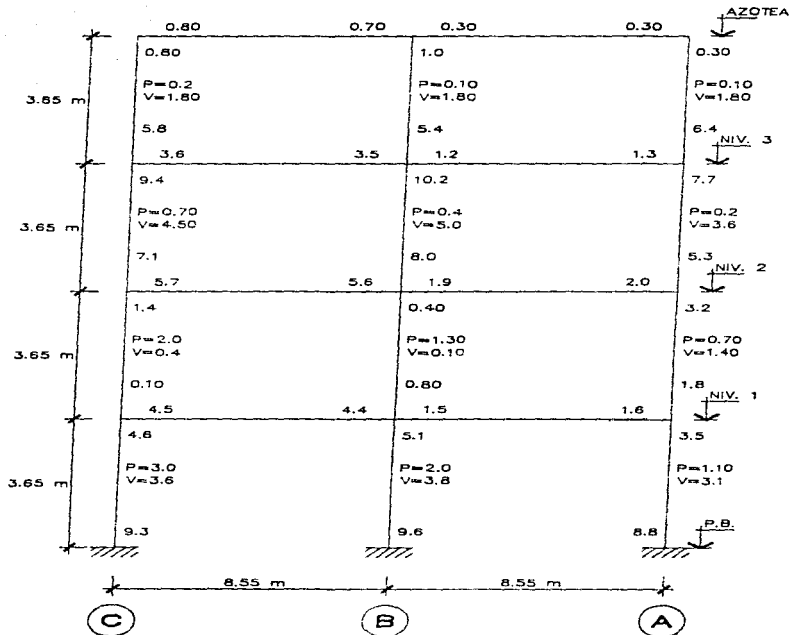 AZOTEA
0.80 0.70 0.30 0.30
0.80 1.0 0.30
P=0.2 P=0.10 P=0.10
V=1.80 V=1.80 V=1.80
3.65 m
5.8 5.4 6.4
NIV. 3
3.6 3.5 1.2 1.3
9.4 10.2 7.7
P=0.70 P=0.4 P=0.2
V=4.50 V=5.0 V=3.6
3.65 m
7.1 8.0 5.3
NIV. 2
5.7 5.6 1.9 2.0
1.4 0.40 3.2
P=2.0 P=1.30 P=0.70
V=0.4 V=0.10 V=1.40
3.65 m
0.10 0.80 1.8
NIV. 1
4.5 4.4 1.5 1.6
4.6 5.1 3.5
P=3.0 P=2.0 P=1.10
V=3.6 V=3.8 V=3.1
3.65 m
9.3 9.6 8.8
P.B.
8.55 m 8.55 m
C B A